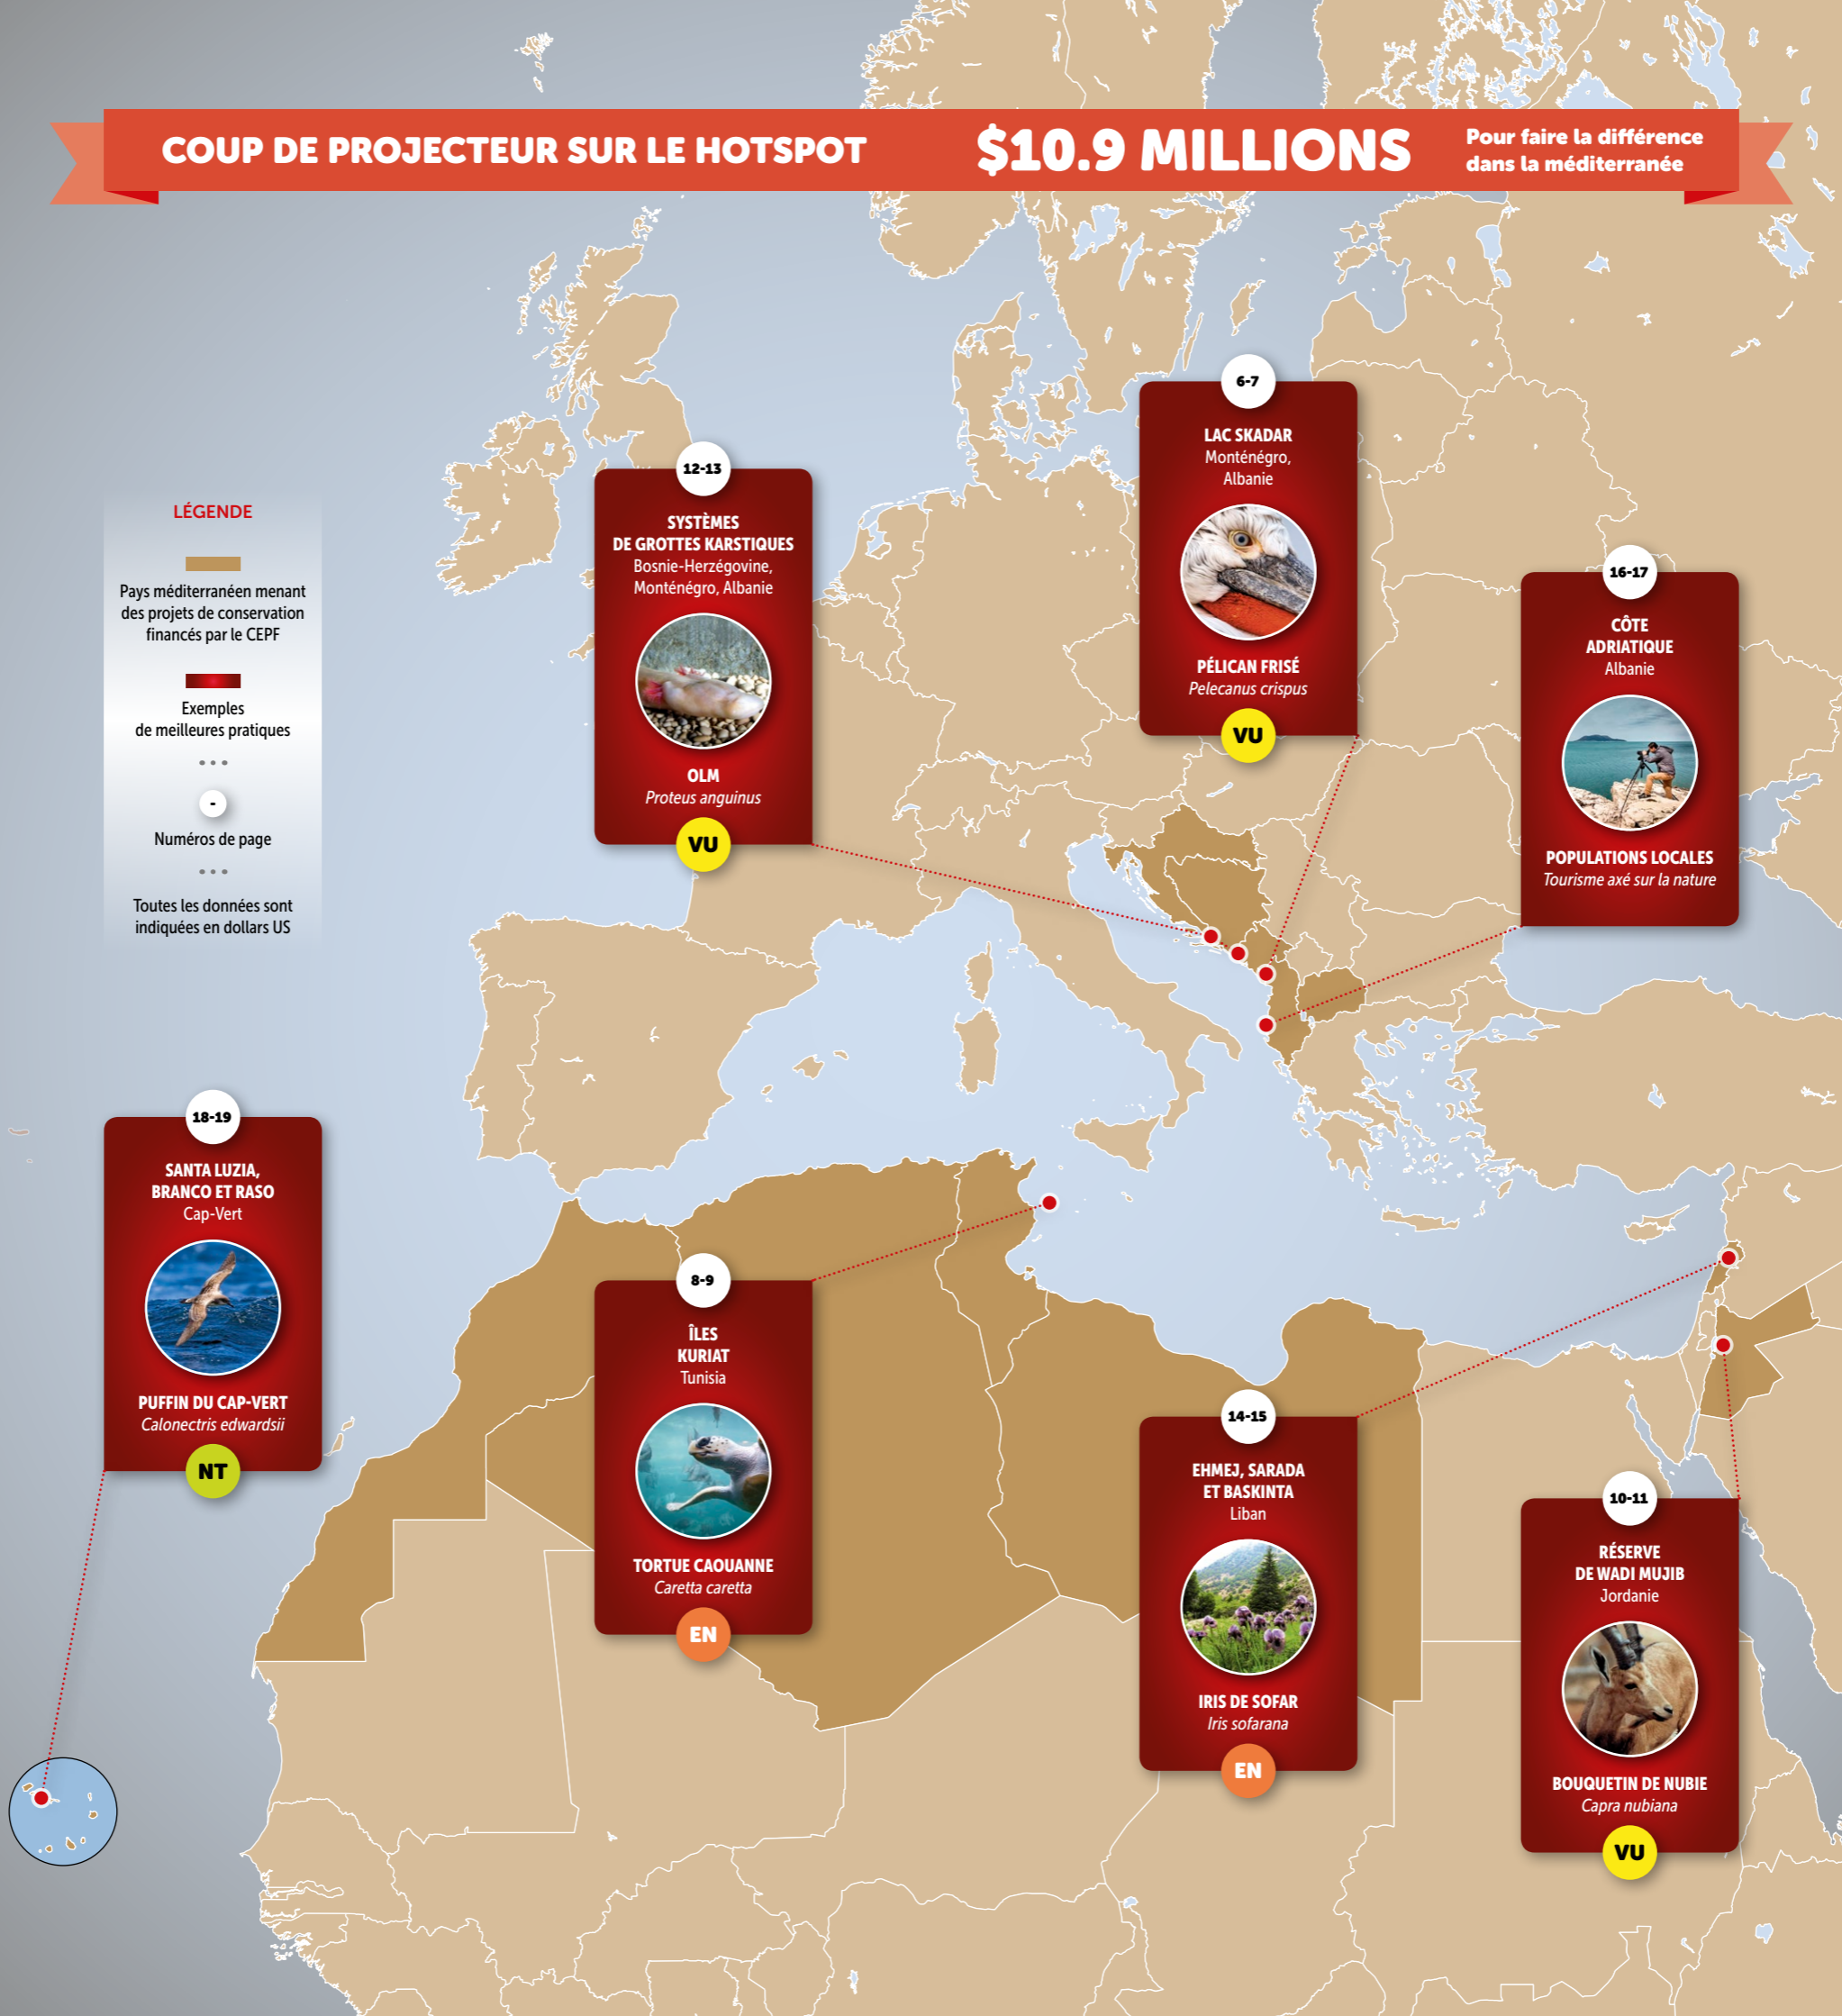 COUP DE PROJECTEUR SUR LE HOTSPOT
$10.9 MILLIONS
Pour faire la différence
dans la méditerranée
6-7
LAC SKADAR
Monténégro,
Albanie
PÉLICAN FRISÉ
Pelecanus crispus
VU
12-13
SYSTÈMES
DE GROTTES KARSTIQUES
Bosnie-Herzégovine,
Monténégro, Albanie
OLM
Proteus anguinus
VU
LÉGENDE
Pays méditerranéen menant
des projets de conservation
financés par le CEPF
Exemples
de meilleures pratiques
...
-
Numéros de page
...
Toutes les données sont
indiquées en dollars US
16-17
CÔTE
ADRIATIQUE
Albanie
POPULATIONS LOCALES
Tourisme axé sur la nature
18-19
SANTA LUZIA,
BRANCO ET RASO
Cap-Vert
PUFFIN DU CAP-VERT
Calonectris edwardsii
NT
8-9
ÎLES
KURIAT
Tunisia
TORTUE CAOUANNE
Caretta caretta
EN
14-15
EHMEJ, SARADA
ET BASKINTA
Liban
IRIS DE SOFAR
Iris sofarana
EN
10-11
RÉSERVE
DE WADI MUJIB
Jordanie
BOUQUETIN DE NUBIE
Capra nubiana
VU